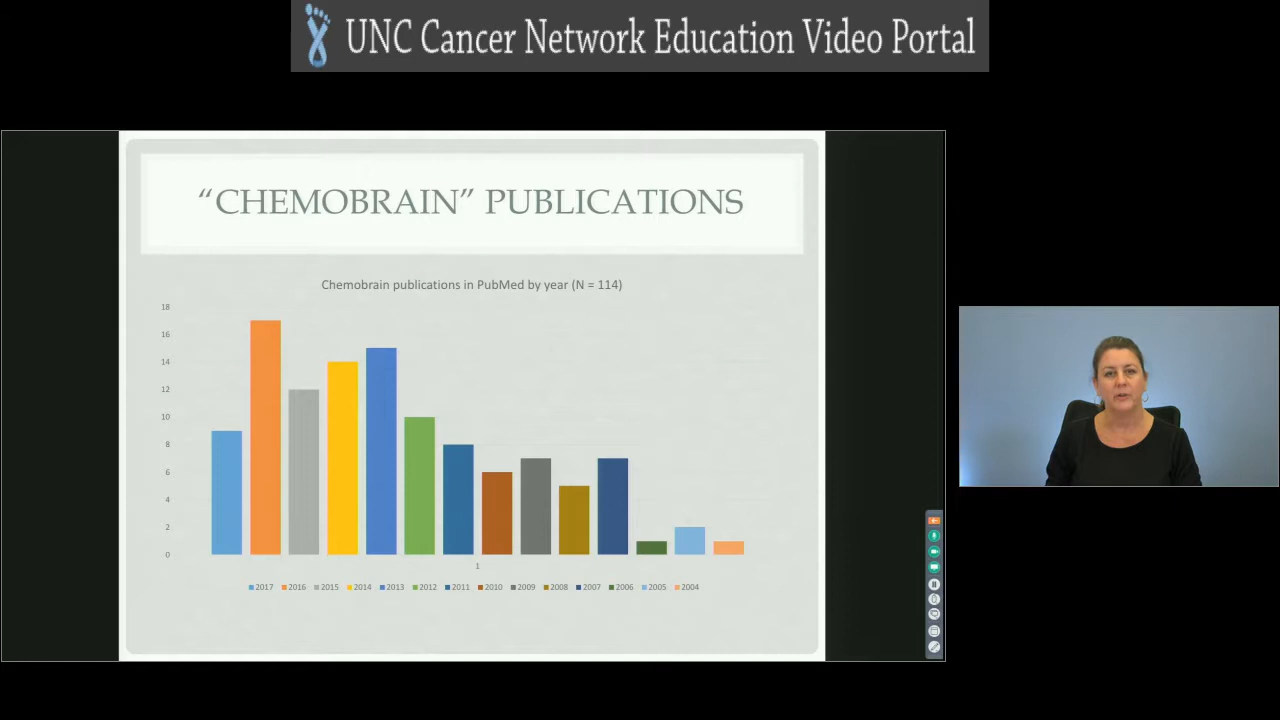 UNC Cancer Network Education Video Portal
“CHEMOBRAIN” PUBLICATIONS
Chemobrain publications in PubMed by year (N = 114)
18
16
14
12
10
8
6
4
2
0
1
2017 2016 2015 2014 2013 2012 2011 2010 2009 2008 2007 2006 2005 2004